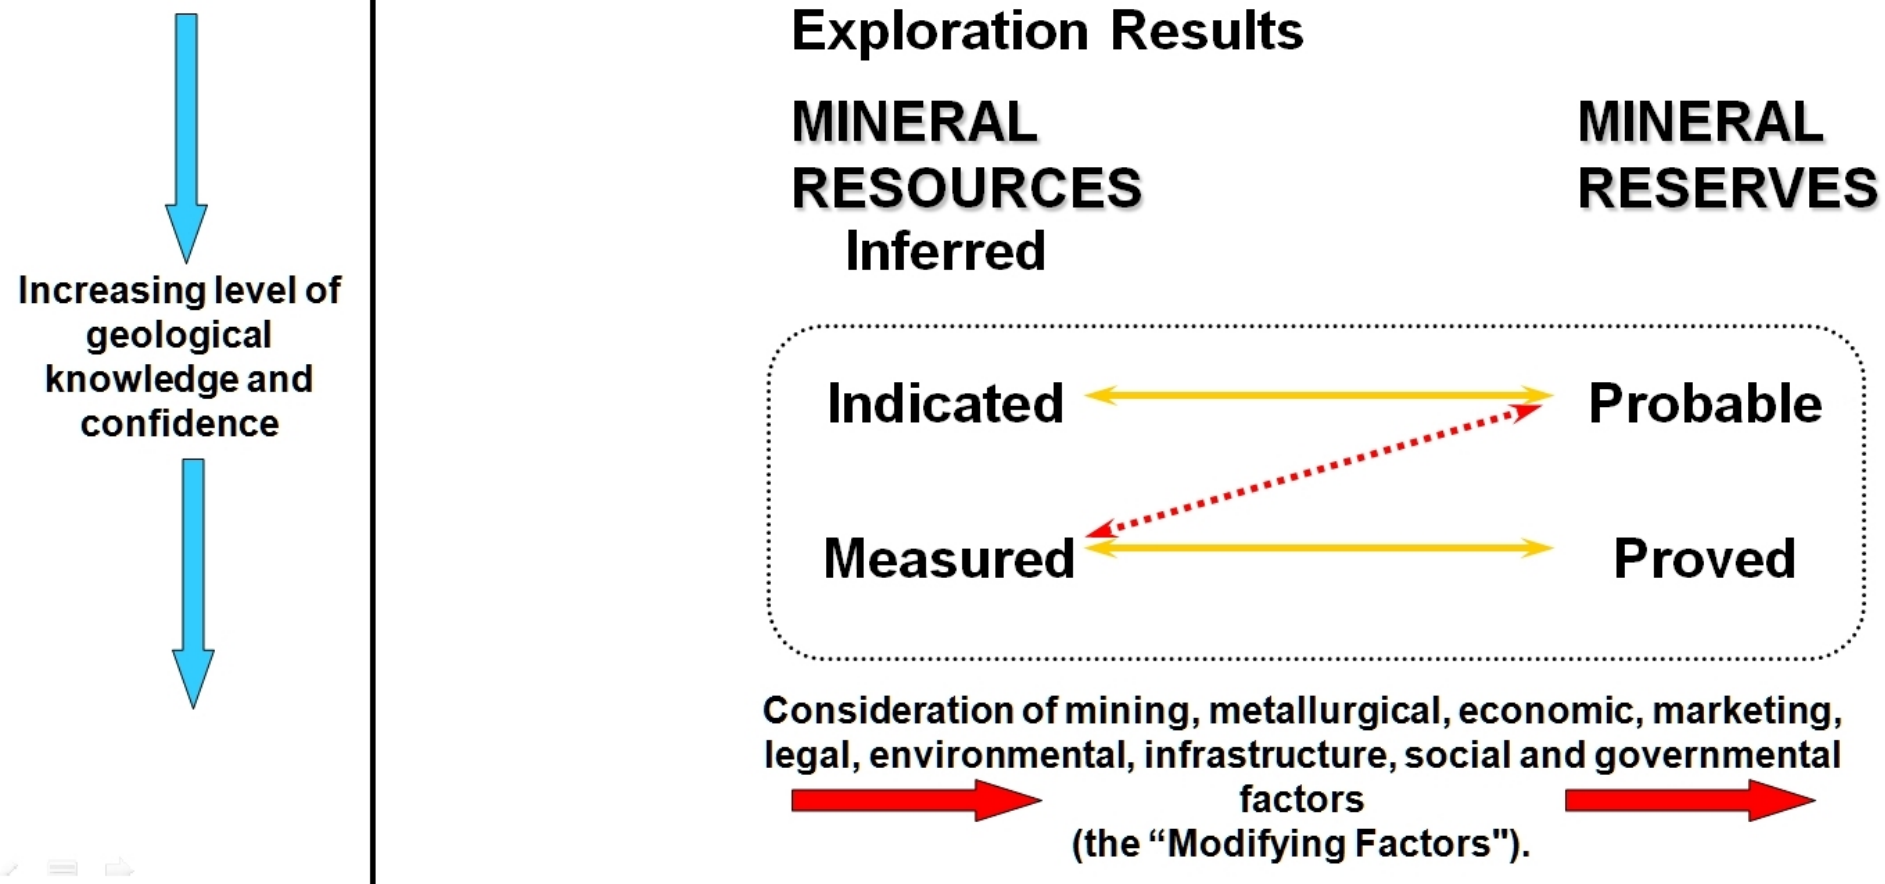 Exploration Results
MINERAL
RESOURCES
Inferred
MINERAL
RESERVES
Increasing level of
geological
knowledge and
confidence
Indicated
Probable
Measured
Proved
Consideration of mining, metallurgical, economic, marketing,
legal, environmental, infrastructure, social and governmental
factors
(the “Modifying Factors").